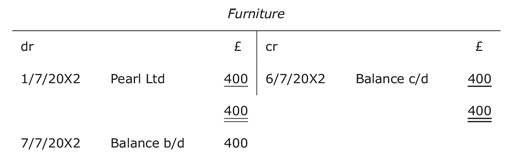 Furniture
dr £ cr £
1/7/20X2 Pearl Ltd 400 6/7/20X2 Balance c/d 400
400 400
7/7/20X2 Balance b/d 400